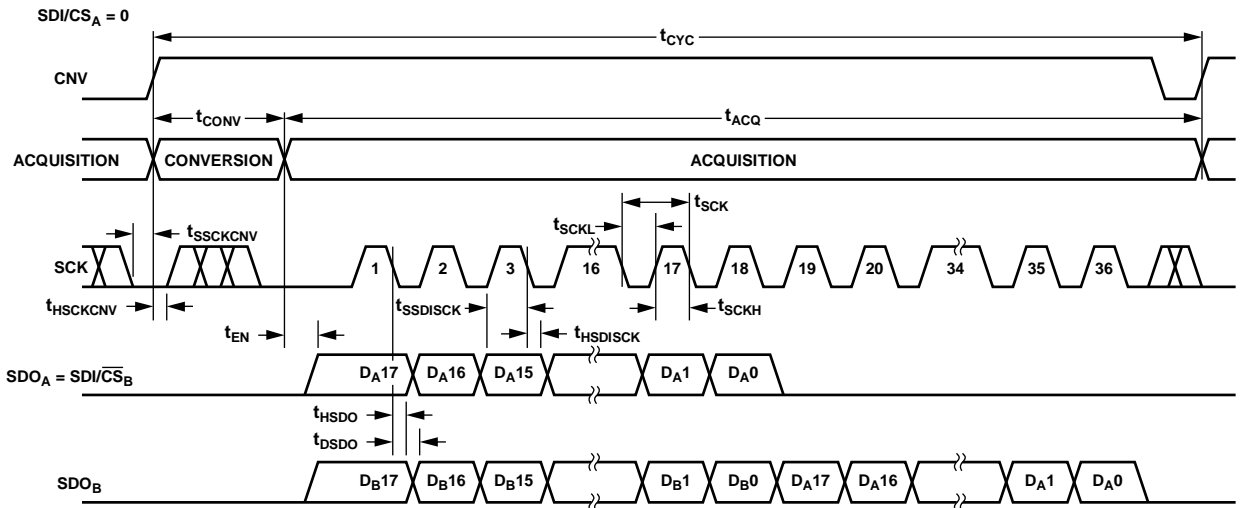 SDI/CS_A = 0
t_CYC
CNV
t_CONV
t_ACQ
ACQUISITION CONVERSION ACQUISITION
t_SCK
t_SSCKCNV
t_SCKL
SCK
1 2 3 16 17 18 19 20 34 35 36
t_HSCKCNV
t_SSDISCK
t_SCKH
t_EN
t_HSDISCK
SDO_A = SDI/C̅S̅_B
D_A17 D_A16 D_A15 D_A1 D_A0
t_HSDO
t_DSDO
SDO_B
D_B17 D_B16 D_B15 D_B1 D_B0 D_A17 D_A16 D_A1 D_A0